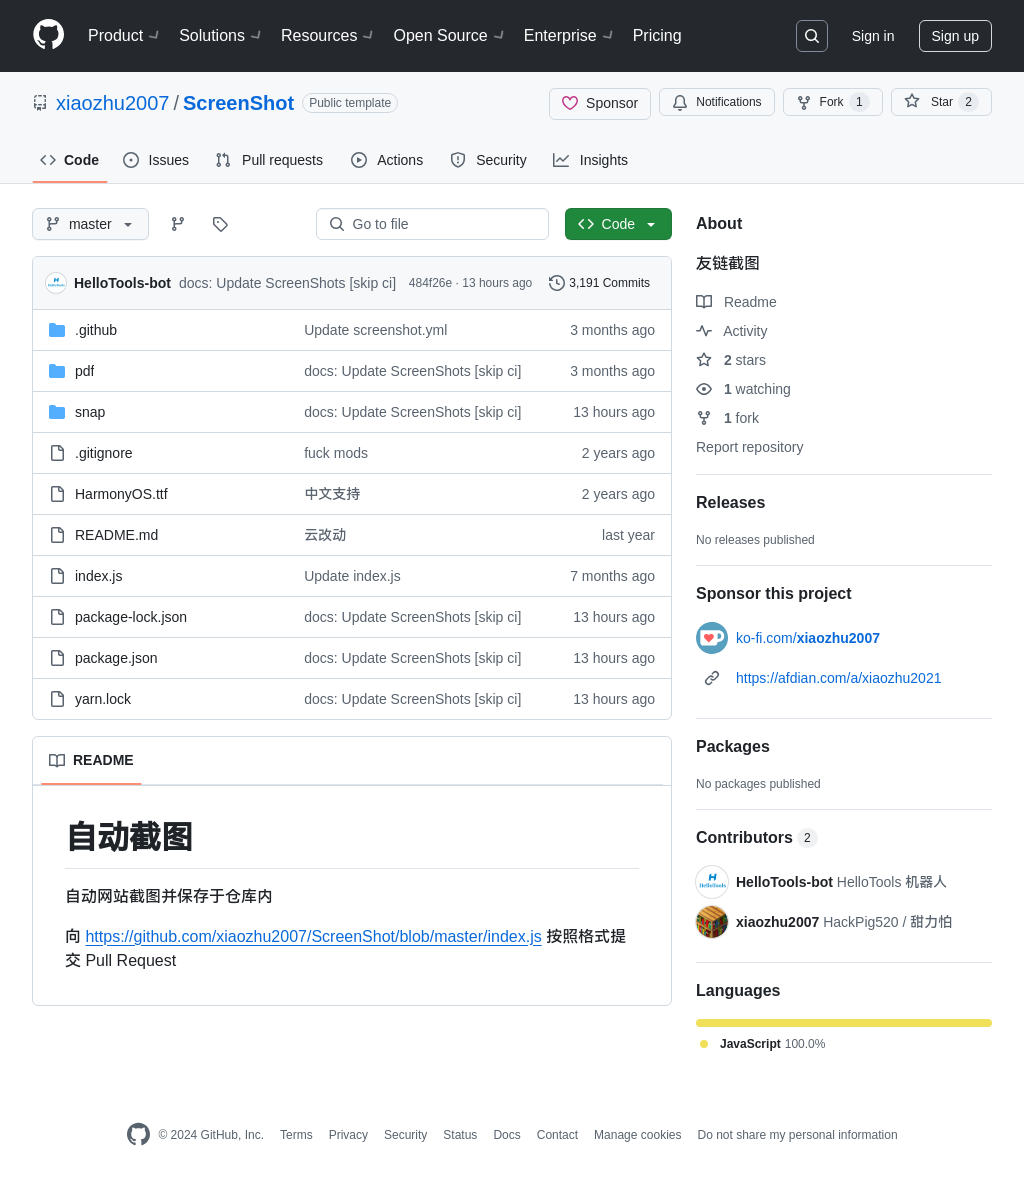 Product Solutions Resources Open Source Enterprise Pricing Sign in Sign up
xiaozhu2007 / ScreenShot Public template Sponsor Notifications Fork 1 Star 2
Code Issues Pull requests Actions Security Insights
master Go to file Code
HelloTools-bot docs: Update ScreenShots [skip ci] 484f26e · 13 hours ago 3,191 Commits
.github Update screenshot.yml 3 months ago
pdf docs: Update ScreenShots [skip ci] 3 months ago
snap docs: Update ScreenShots [skip ci] 13 hours ago
.gitignore fuck mods 2 years ago
HarmonyOS.ttf 中文支持 2 years ago
README.md 云改动 last year
index.js Update index.js 7 months ago
package-lock.json docs: Update ScreenShots [skip ci] 13 hours ago
package.json docs: Update ScreenShots [skip ci] 13 hours ago
yarn.lock docs: Update ScreenShots [skip ci] 13 hours ago
README
自动截图
自动网站截图并保存于仓库内
向 https://github.com/xiaozhu2007/ScreenShot/blob/master/index.js 按照格式提
交 Pull Request
About
友链截图
Readme
Activity
2 stars
1 watching
1 fork
Report repository
Releases
No releases published
Sponsor this project
ko-fi.com/xiaozhu2007
https://afdian.com/a/xiaozhu2021
Packages
No packages published
Contributors 2
HelloTools-bot HelloTools 机器人
xiaozhu2007 HackPig520 / 甜力怕
Languages
JavaScript 100.0%
© 2024 GitHub, Inc. Terms Privacy Security Status Docs Contact Manage cookies Do not share my personal information